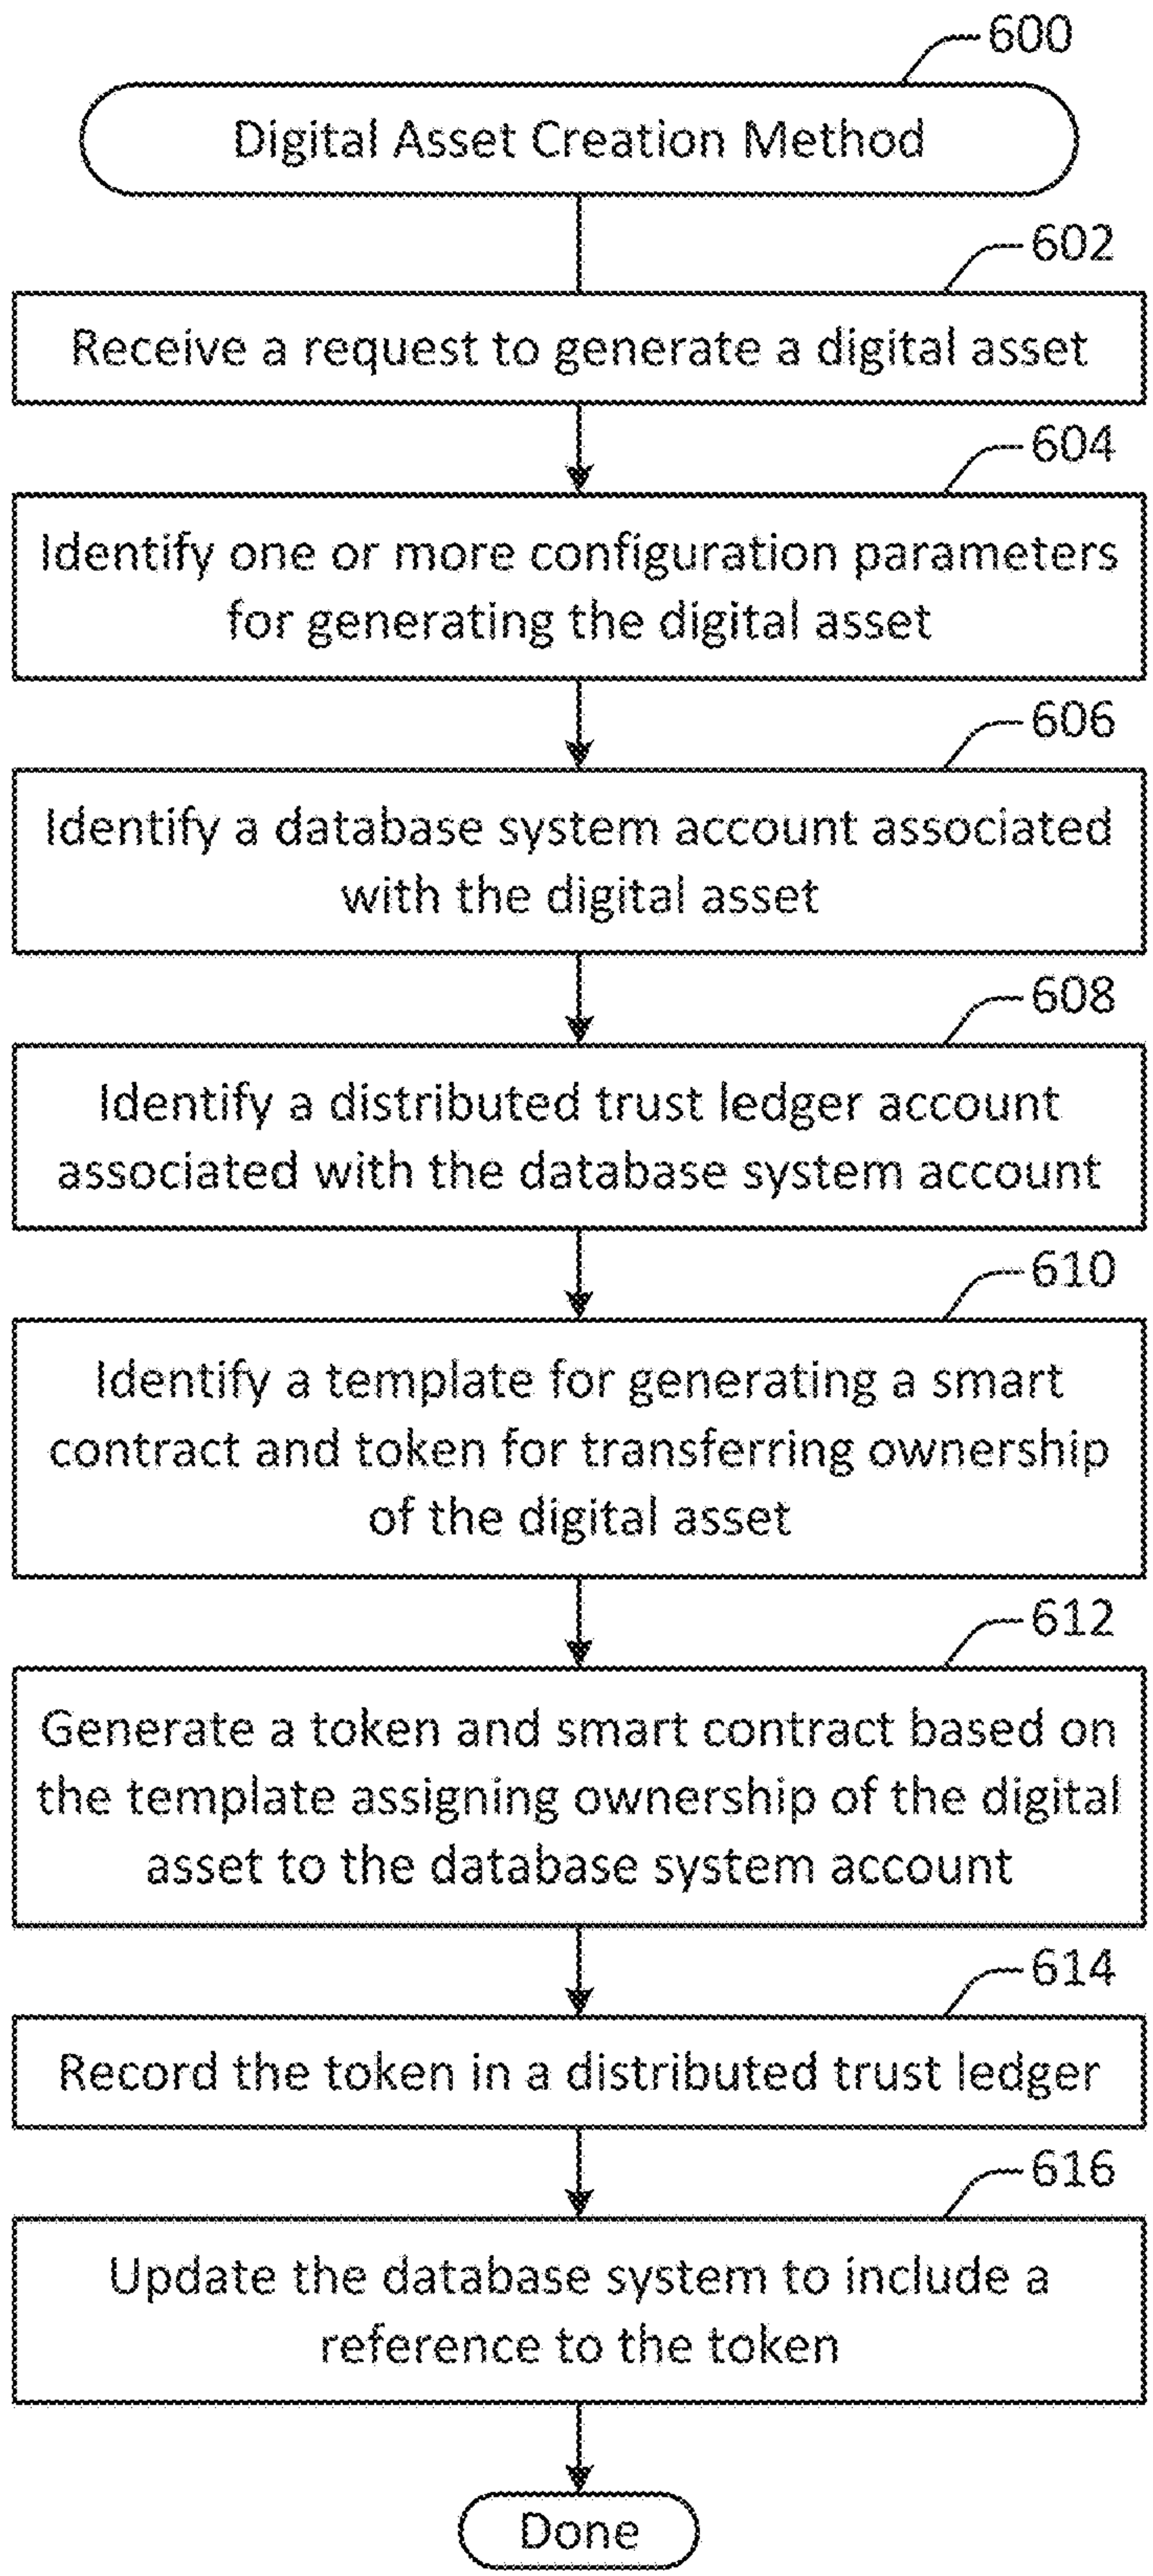 600
Digital Asset Creation Method
602
Receive a request to generate a digital asset
604
Identify one or more configuration parameters
for generating the digital asset
606
Identify a database system account associated
with the digital asset
608
Identify a distributed trust ledger account
associated with the database system account
610
Identify a template for generating a smart
contract and token for transferring ownership
of the digital asset
612
Generate a token and smart contract based on
the template assigning ownership of the digital
asset to the database system account
614
Record the token in a distributed trust ledger
616
Update the database system to include a
reference to the token
Done